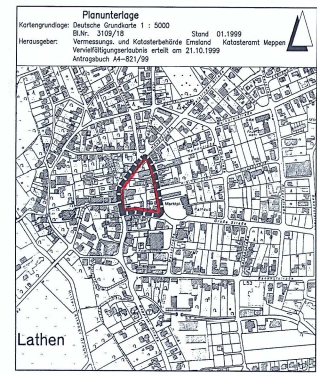 Planunterlage
Kartengrundlage: Deutsche Grundkarte 1 : 5000
Bl.Nr. 3109/18 Stand 01.1999
Herausgeber: Vermessungs, und Katasterbehörde Emsland Katasteramt Meppen
Vervielfältigungserlaubnis erteilt am 21.10.1999
Antragsbuch A4-821/99
Marktpl
L 53
Lathen